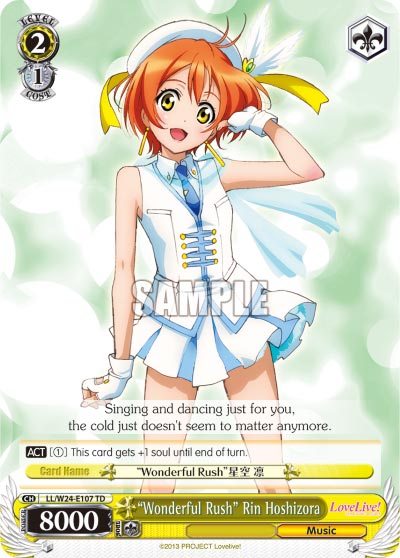 LEVEL
2
1
COST
SAMPLE
Singing and dancing just for you,
the cold just doesn't seem to matter anymore.
ACT [①] This card gets +1 soul until end of turn.
Card Name "Wonderful Rush"星空 凛
CH LL/W24-E107 TD
"Wonderful Rush" Rin Hoshizora
LoveLive!
POWER 8000
Music
©2013 PROJECT Lovelive!